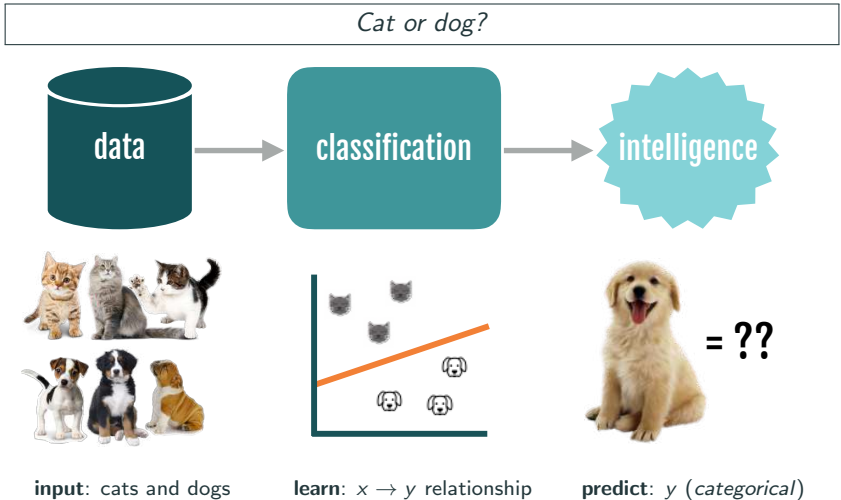 Cat or dog?
data
classification
intelligence
= ??
input: cats and dogs
learn: x → y relationship
predict: y (categorical)